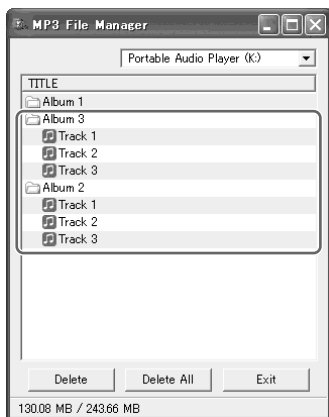 MP3 File Manager
Portable Audio Player (K:)
TITLE
Album 1
Album 3
Track 1
Track 2
Track 3
Album 2
Track 1
Track 2
Track 3
Delete Delete All Exit
130.08 MB / 243.66 MB